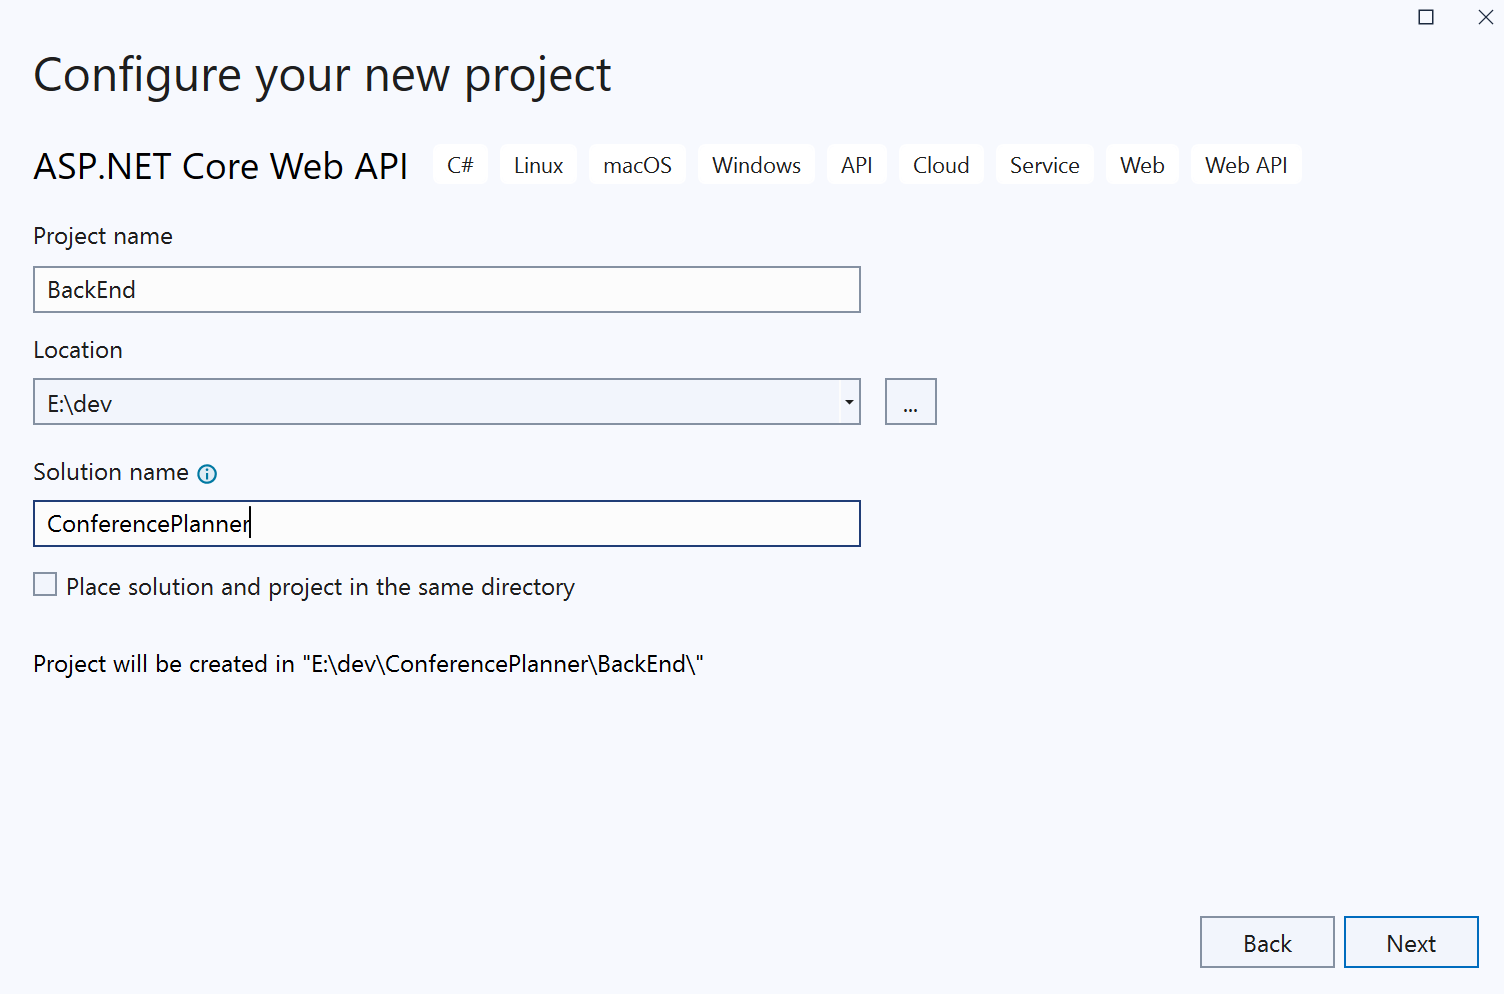 Configure your new project
ASP.NET Core Web API C# Linux macOS Windows API Cloud Service Web Web API
Project name
BackEnd
Location
E:\dev
...
Solution name
ConferencePlanner
Place solution and project in the same directory
Project will be created in "E:\dev\ConferencePlanner\BackEnd\"
Back Next